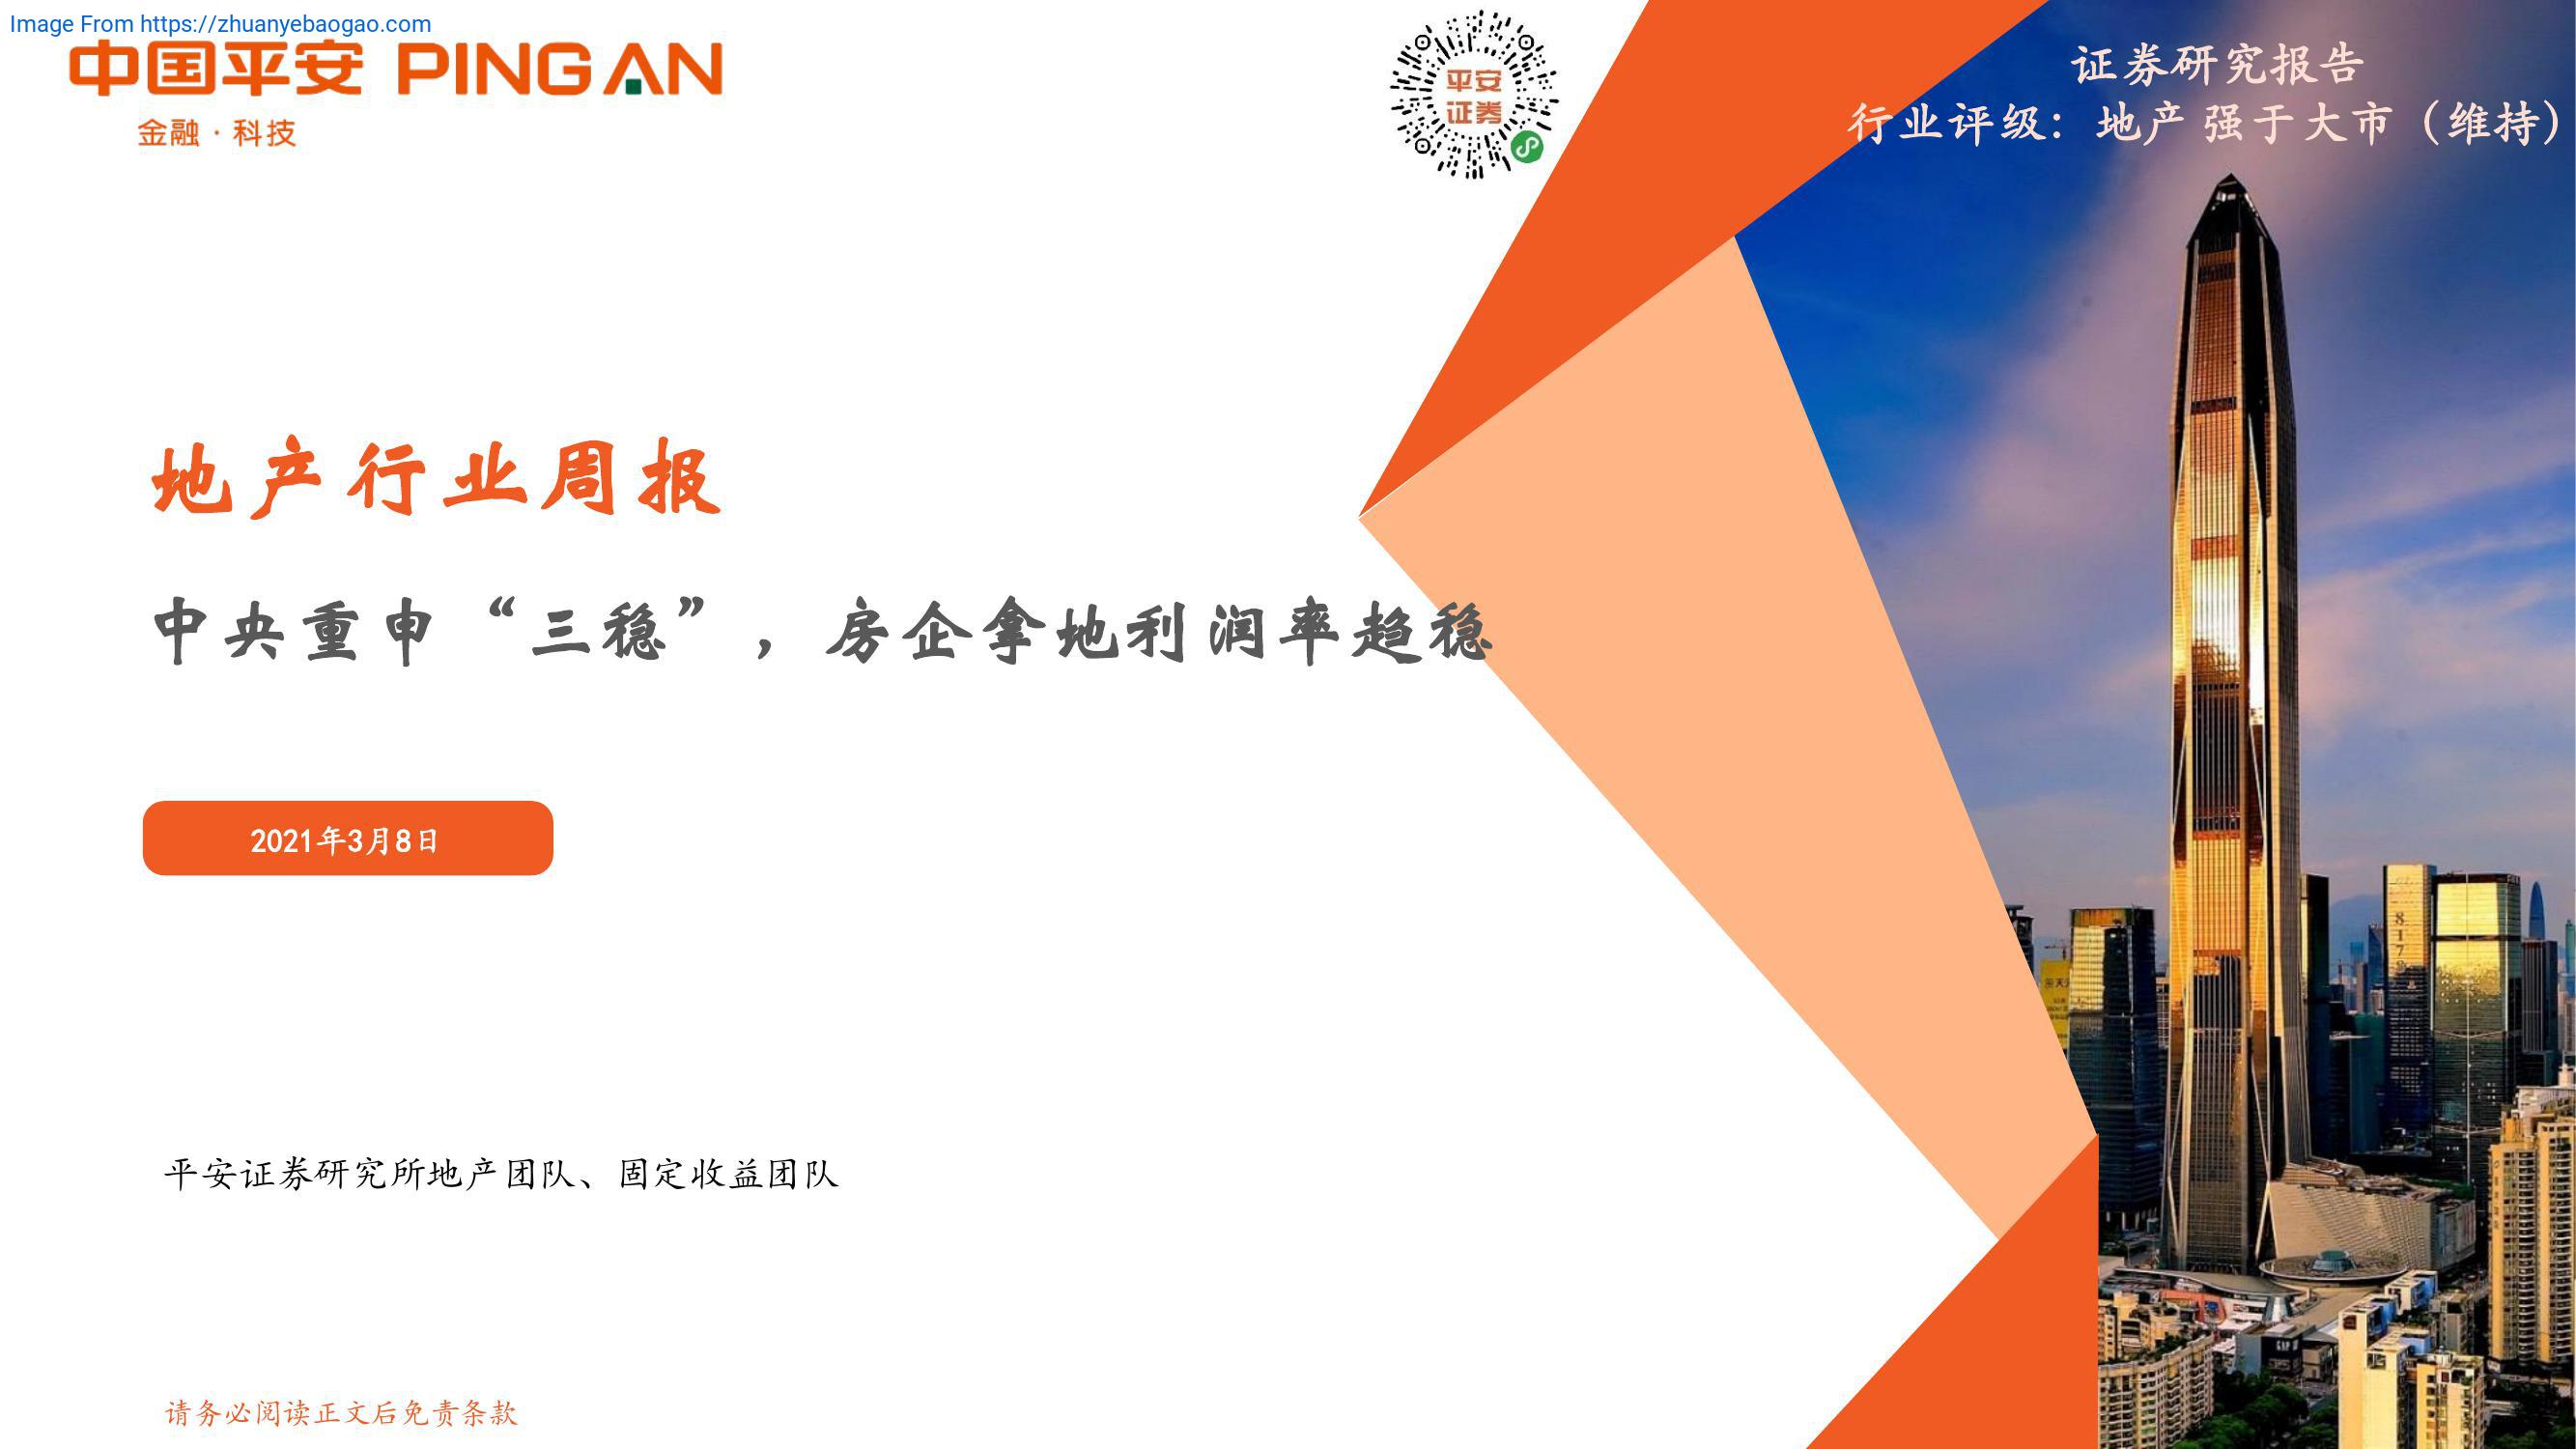 Image From https://zhuanyebaogao.com
中国平安 PING AN
金融·科技
平安
证券
证券研究报告
行业评级：地产 强于大市（维持）
地产行业周报
中央重申“三稳”，房企拿地利润率趋稳
2021年3月8日
平安证券研究所地产团队、固定收益团队
请务必阅读正文后免责条款